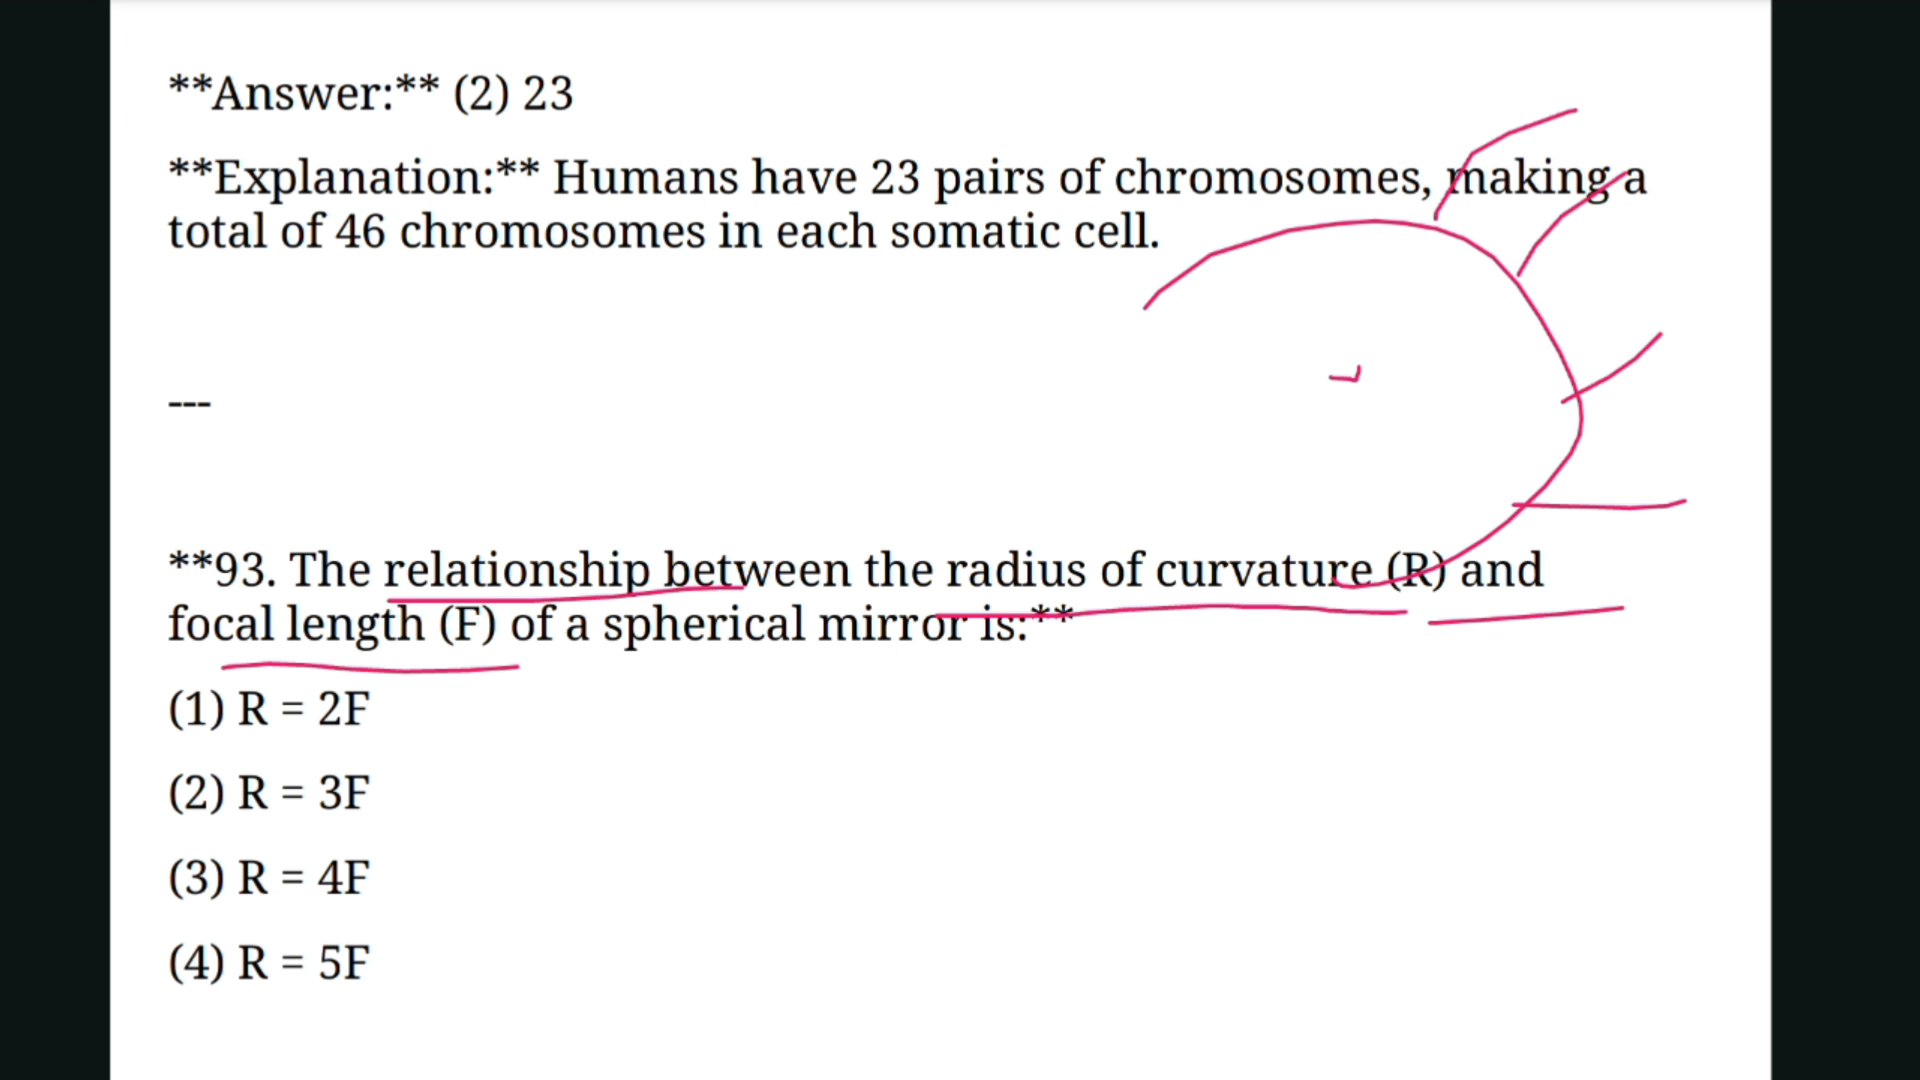 **Answer:** (2) 23
**Explanation:** Humans have 23 pairs of chromosomes, making a
total of 46 chromosomes in each somatic cell.
---
**93. The relationship between the radius of curvature (R) and
focal length (F) of a spherical mirror is:**
(1) R = 2F
(2) R = 3F
(3) R = 4F
(4) R = 5F